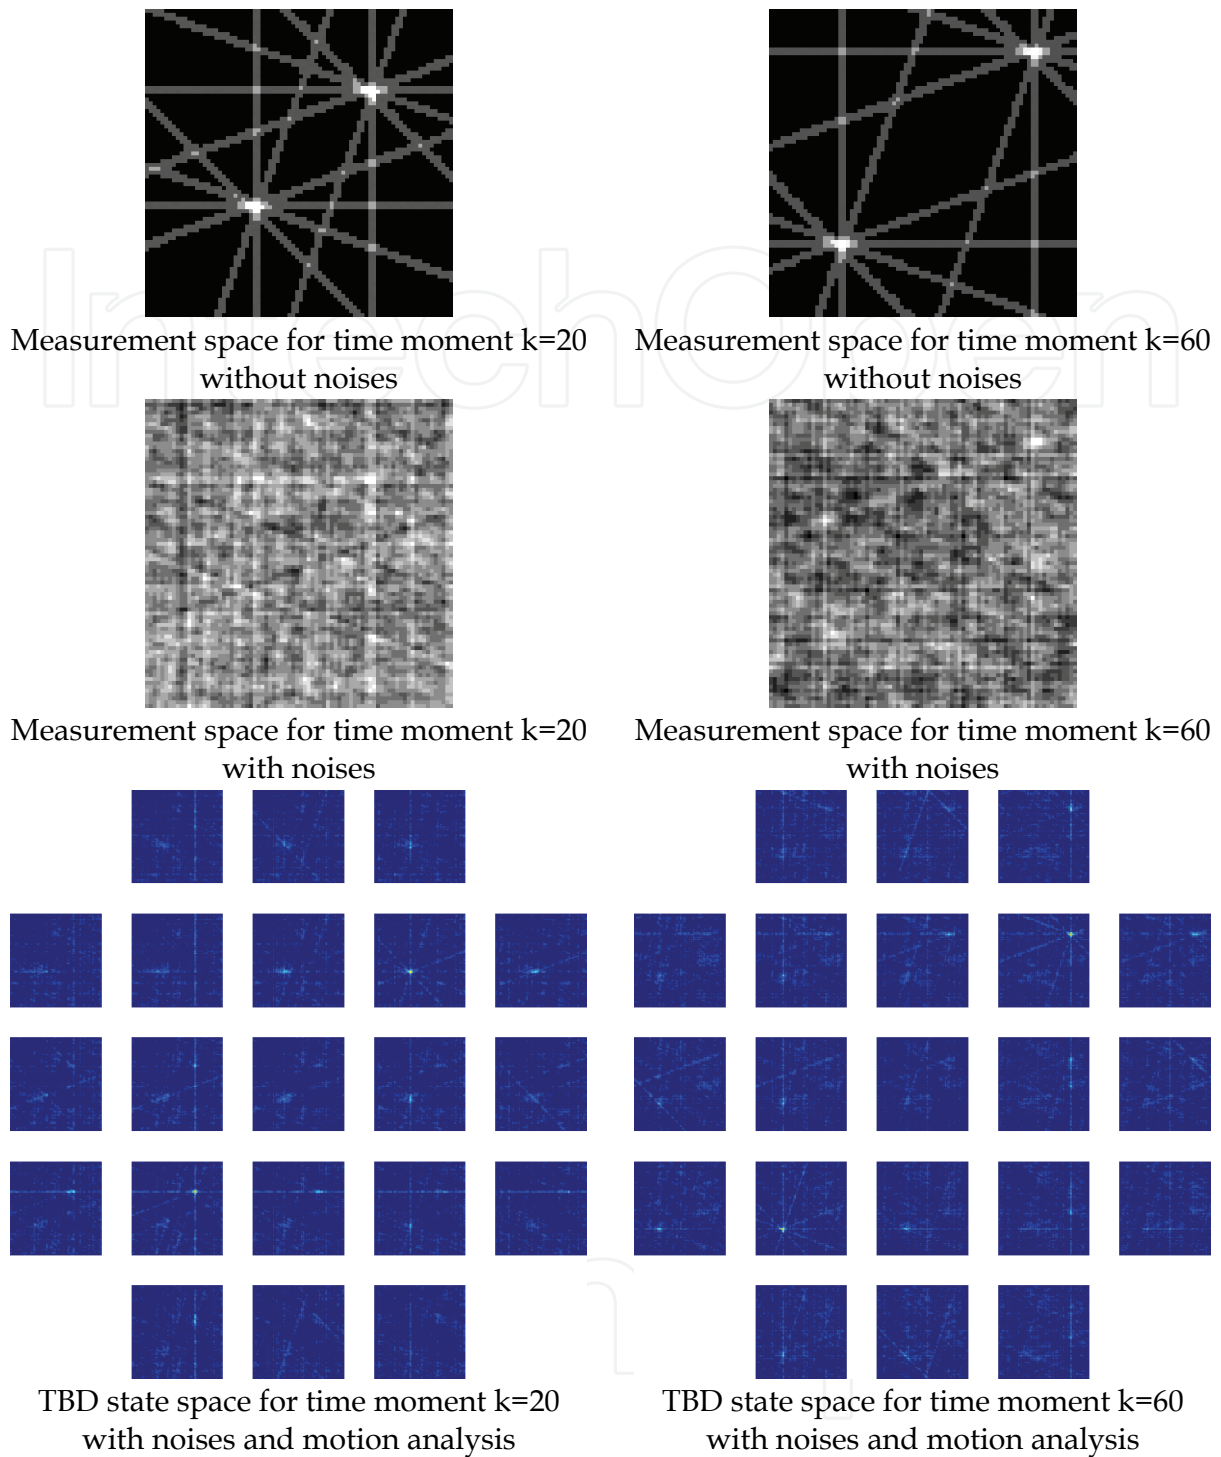 Measurement space for time moment k=20
without noises
Measurement space for time moment k=60
without noises
Measurement space for time moment k=20
with noises
Measurement space for time moment k=60
with noises
TBD state space for time moment k=20
with noises and motion analysis
TBD state space for time moment k=60
with noises and motion analysis
IntechOpen